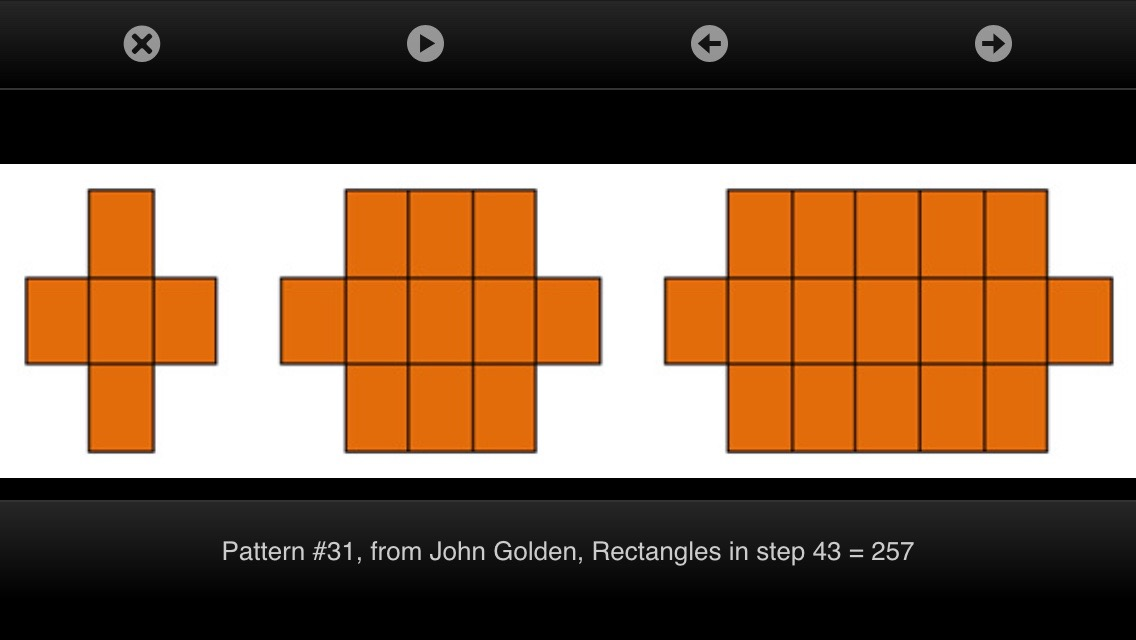 Pattern #31, from John Golden, Rectangles in step 43 = 257